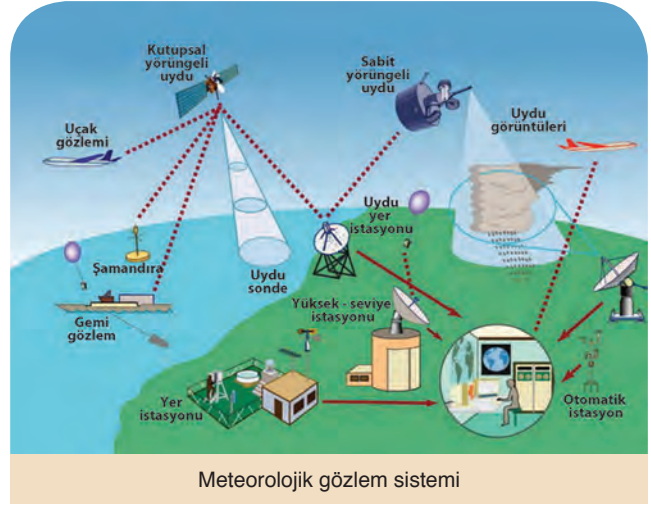 Kutupsal
yörüngeli
uydu
Sabit
yörüngeli
uydu
Uydu
görüntüleri
Uçak
gözlemi
Uydu
yer
istasyonu
Şamandıra
Uydu
sonde
Gemi
gözlem
Yüksek - seviye
istasyonu
Yer
istasyonu
Otomatik
istasyon
Meteorolojik gözlem sistemi